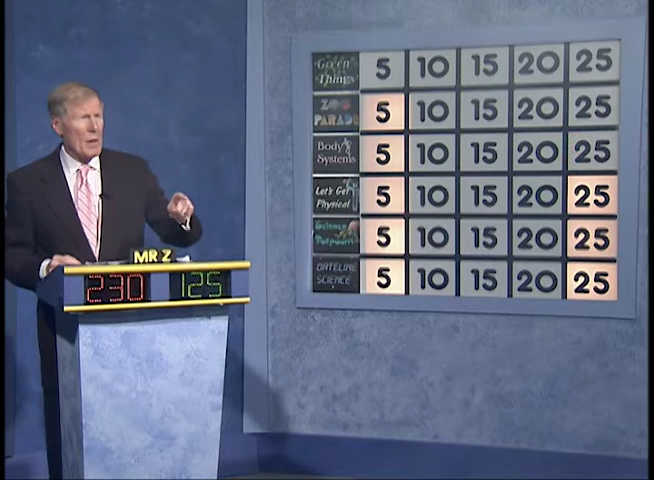 Green Things 5 10 15 20 25
ZOO PARADE 5 10 15 20 25
Body Systems 5 10 15 20 25
Let's Get Physical 5 10 15 20 25
Science Potpourri 5 10 15 20 25
DATELINE SCIENCE 5 10 15 20 25
MR Z
230 125